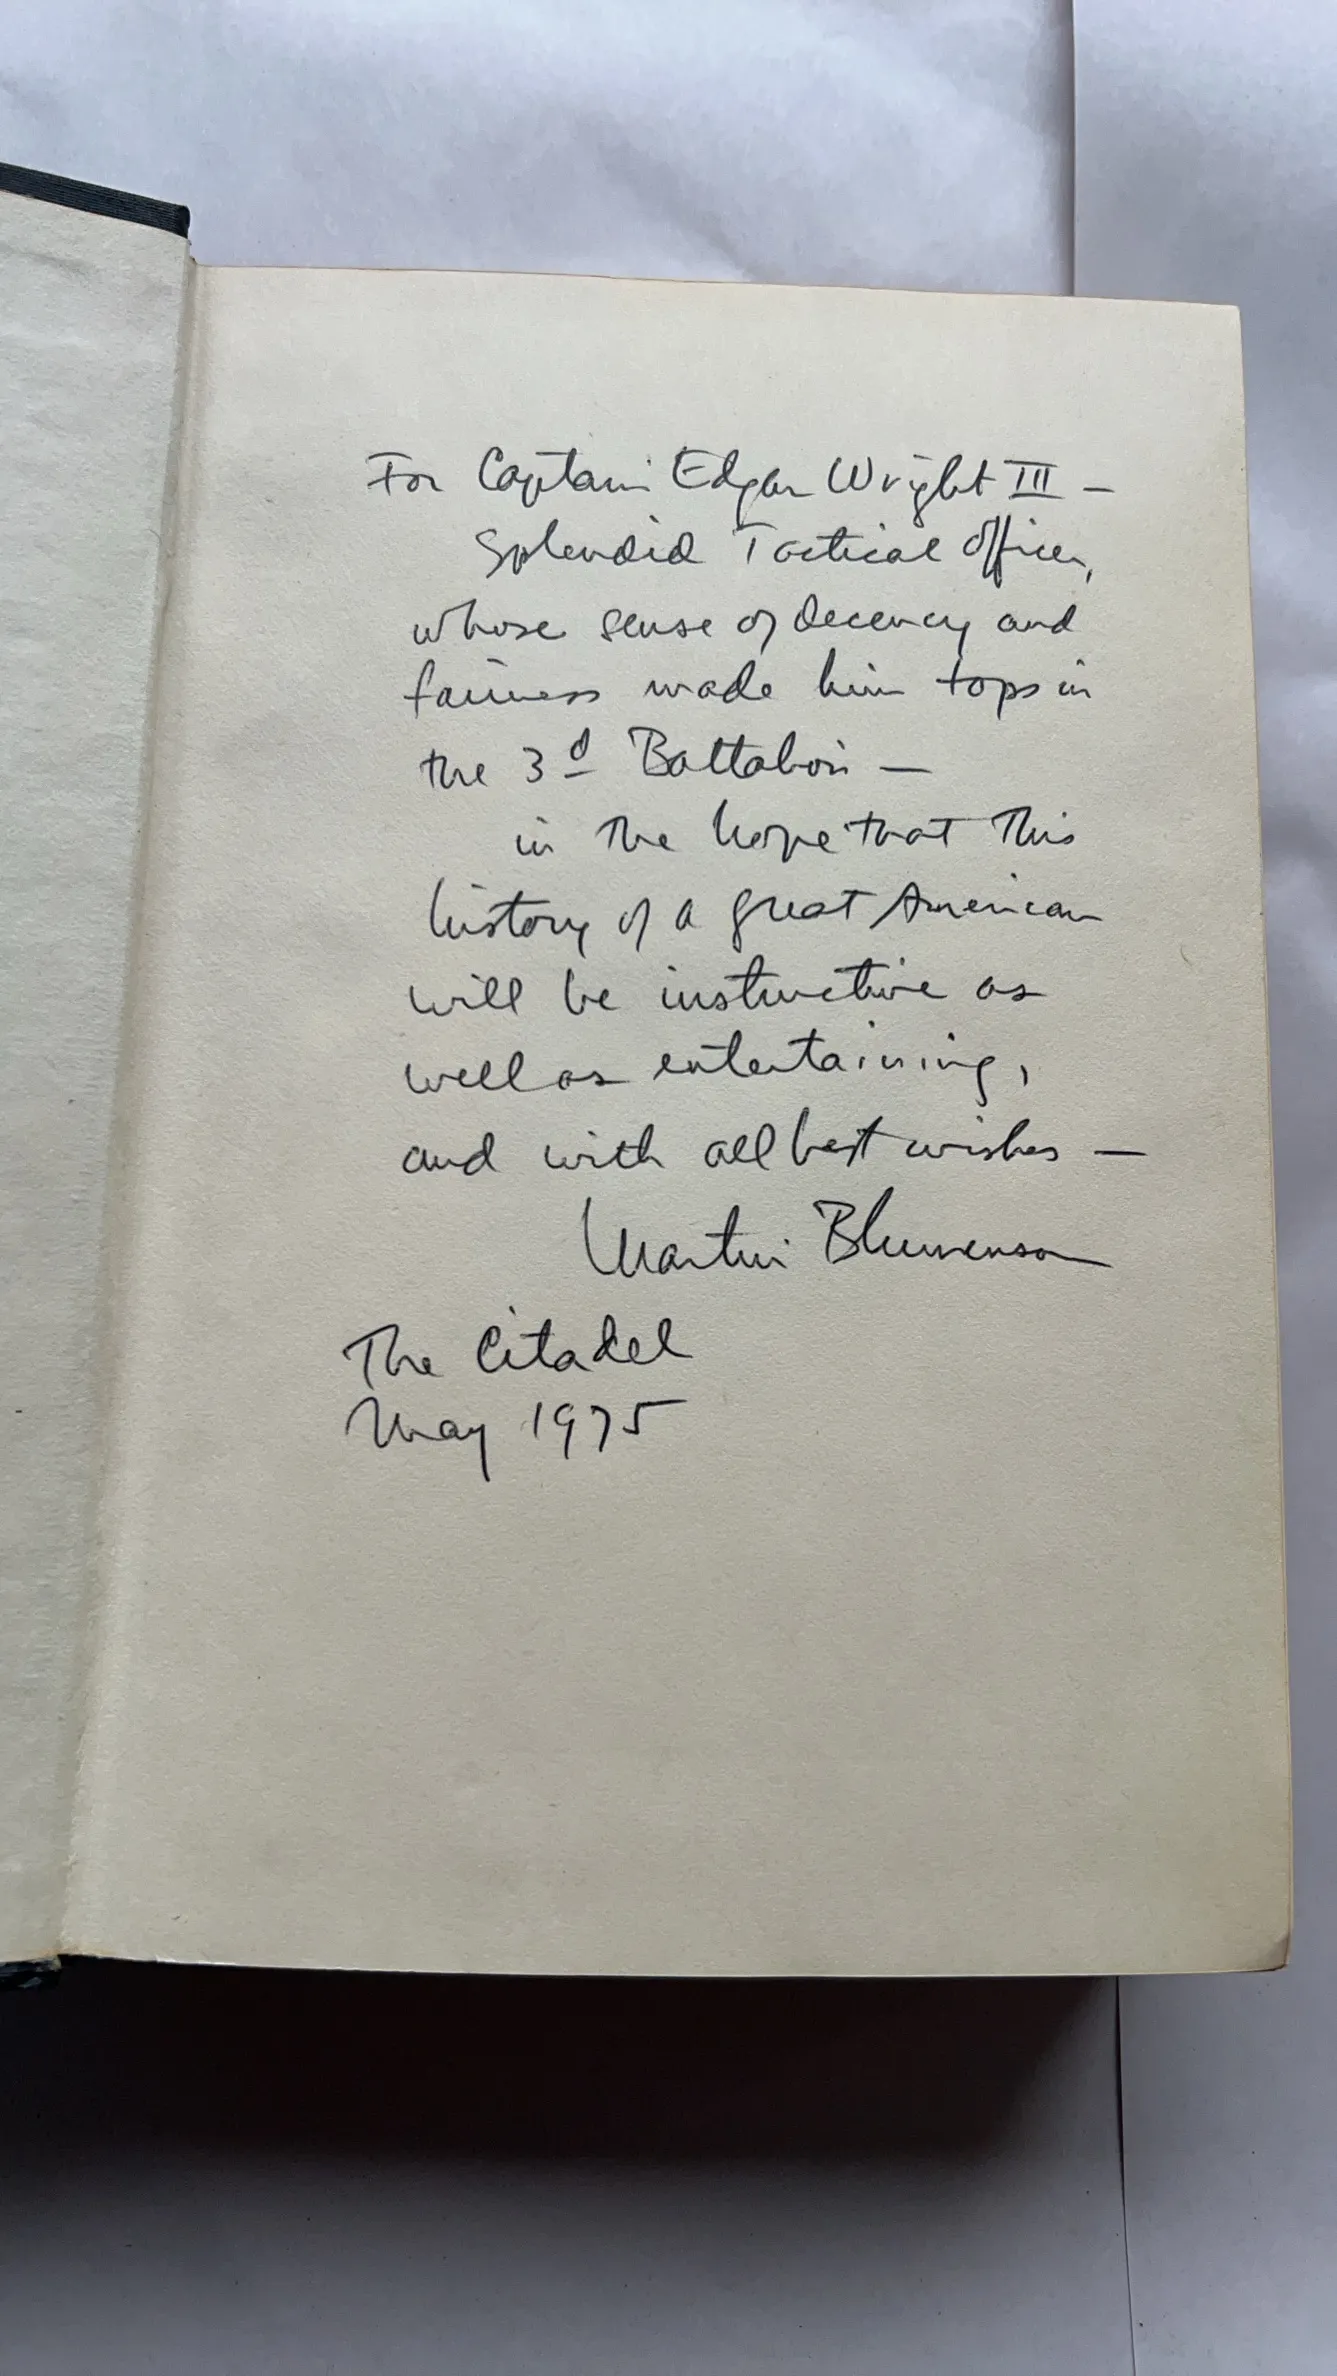 For Captain Edgar Wright III —
Splendid Tactical Officer,
whose sense of decency and
fairness made him tops in
the 3d Battalion —
in the hope that this
history of a great American
will be instructive as
well as entertaining,
and with all best wishes —
Martin Blumenson
The Citadel
May 1975